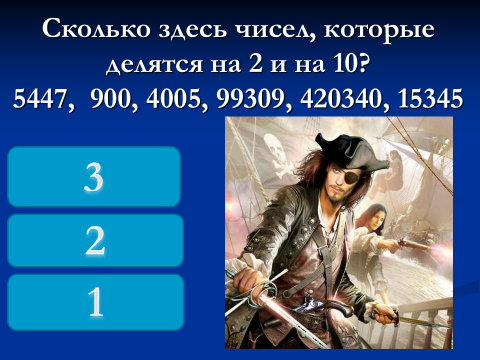 Сколько здесь чисел, которые
делятся на 2 и на 10?
5447, 900, 4005, 99309, 420340, 15345
3
2
1